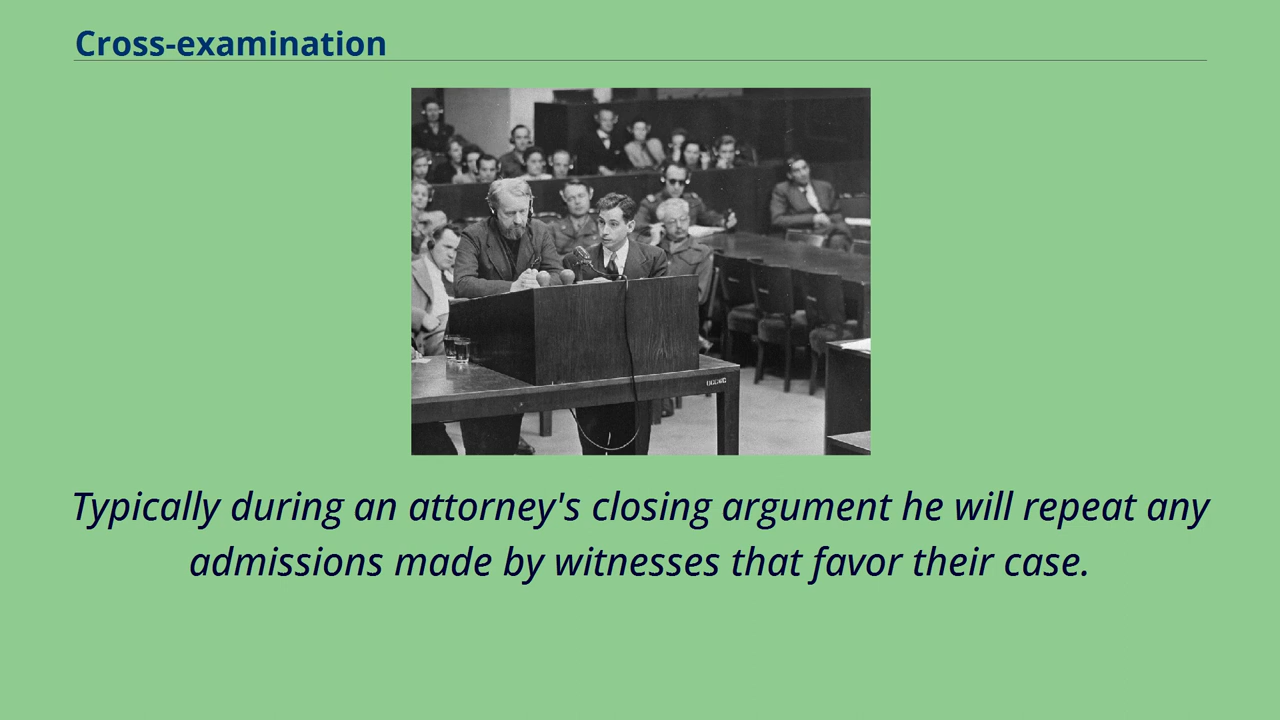 Cross-examination
Typically during an attorney's closing argument he will repeat any
admissions made by witnesses that favor their case.